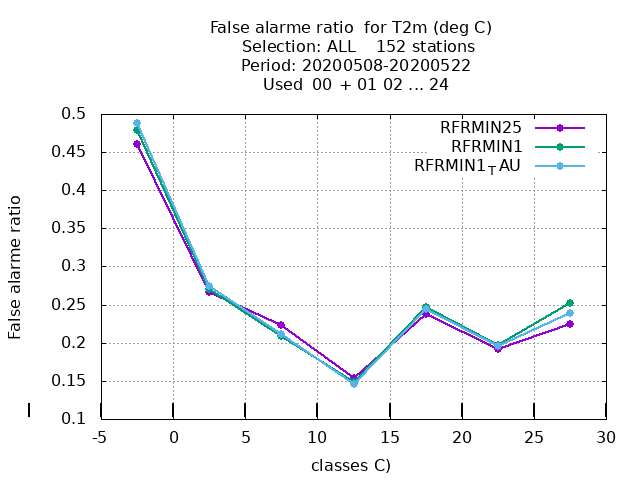 False alarme ratio  for T2m (deg C)
Selection: ALL    152 stations
Period: 20200508-20200522
Used  00 + 01 02 ... 24
RFRMIN25
RFRMIN1
RFRMIN1TAU
0.5
0.45
0.4
0.35
0.3
0.25
0.2
0.15
0.1
False alarme ratio
-5 0 5 10 15 20 25 30
classes C)